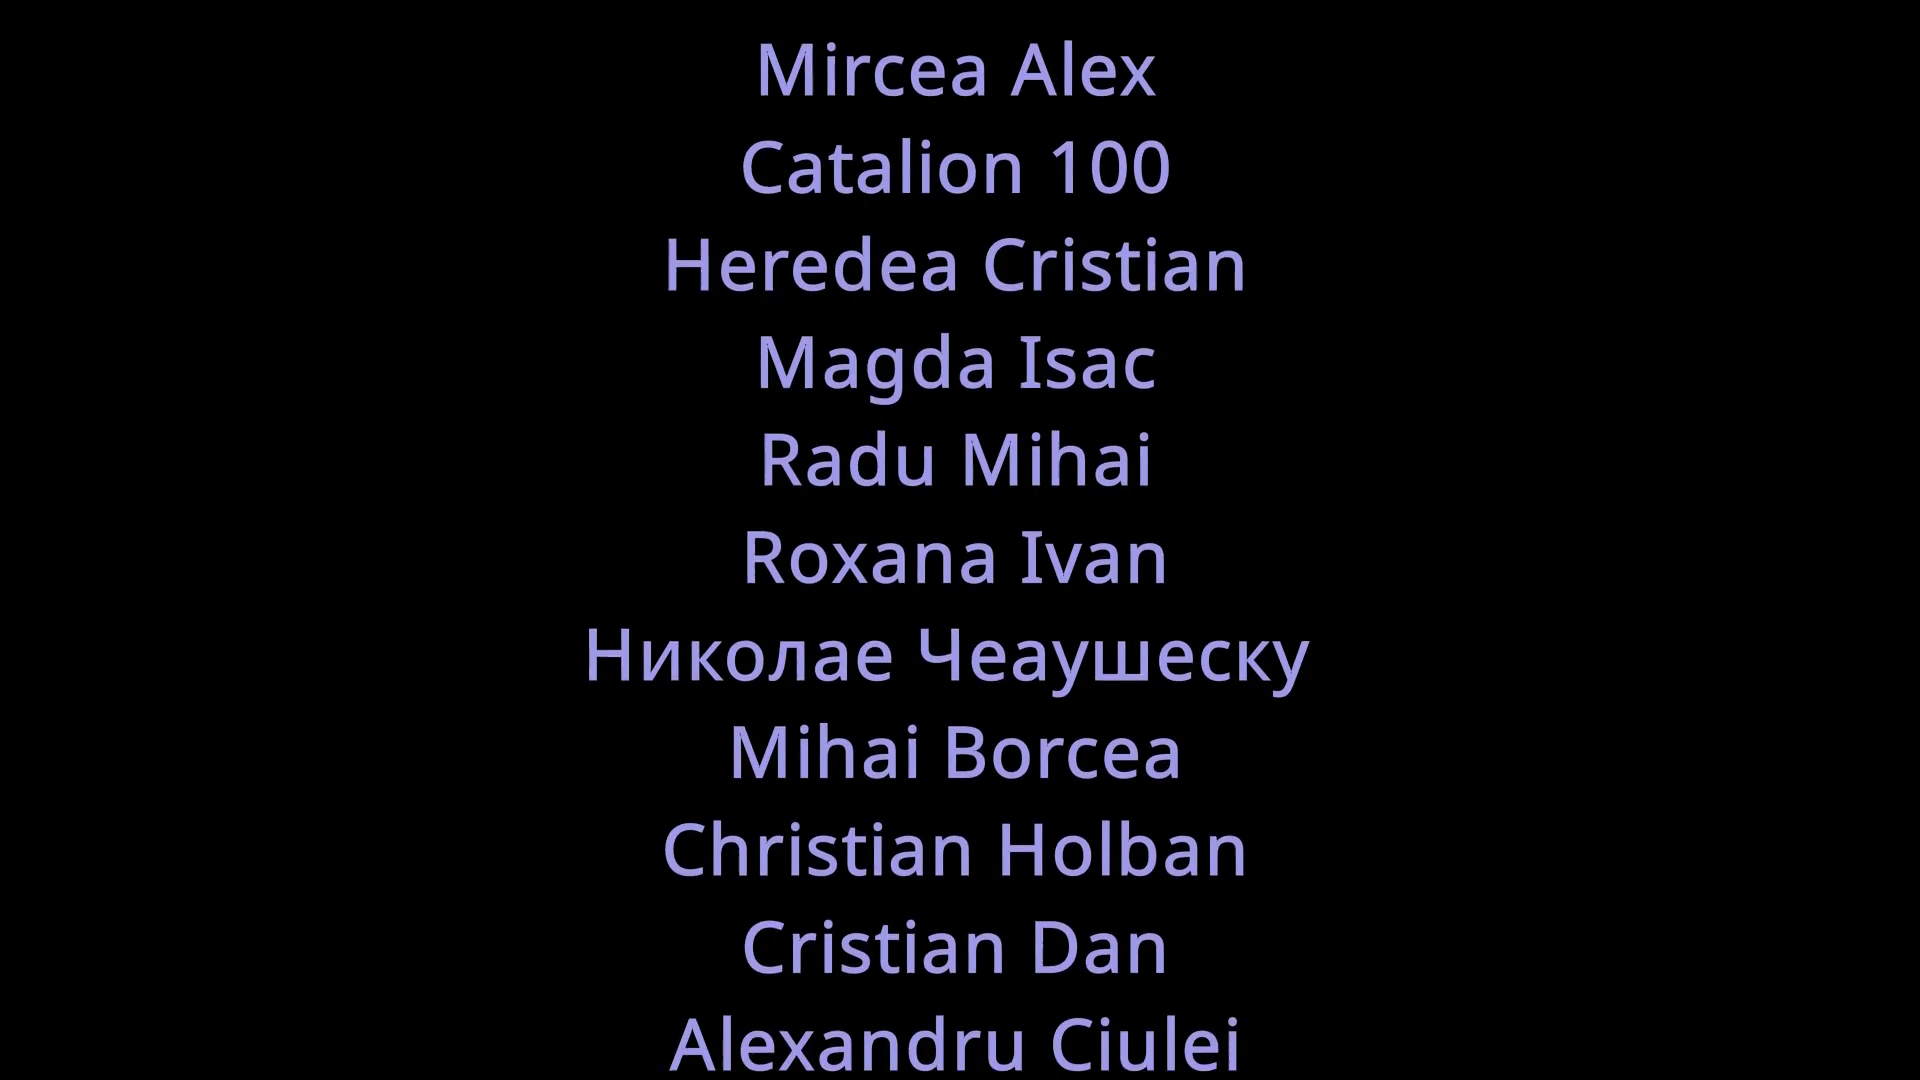 Mircea Alex
Catalion 100
Heredea Cristian
Magda Isac
Radu Mihai
Roxana Ivan
Николае Чеаушеску
Mihai Borcea
Christian Holban
Cristian Dan
Alexandru Ciulei